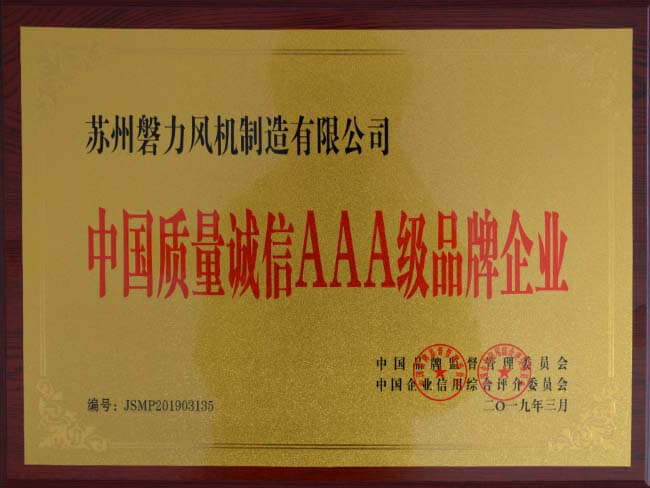 苏州磐力风机制造有限公司
中国质量诚信AAA级品牌企业
中国品牌监督管理委员会
中国企业信用综合评介委员会
编号: JSMP201903135
二〇一九年三月